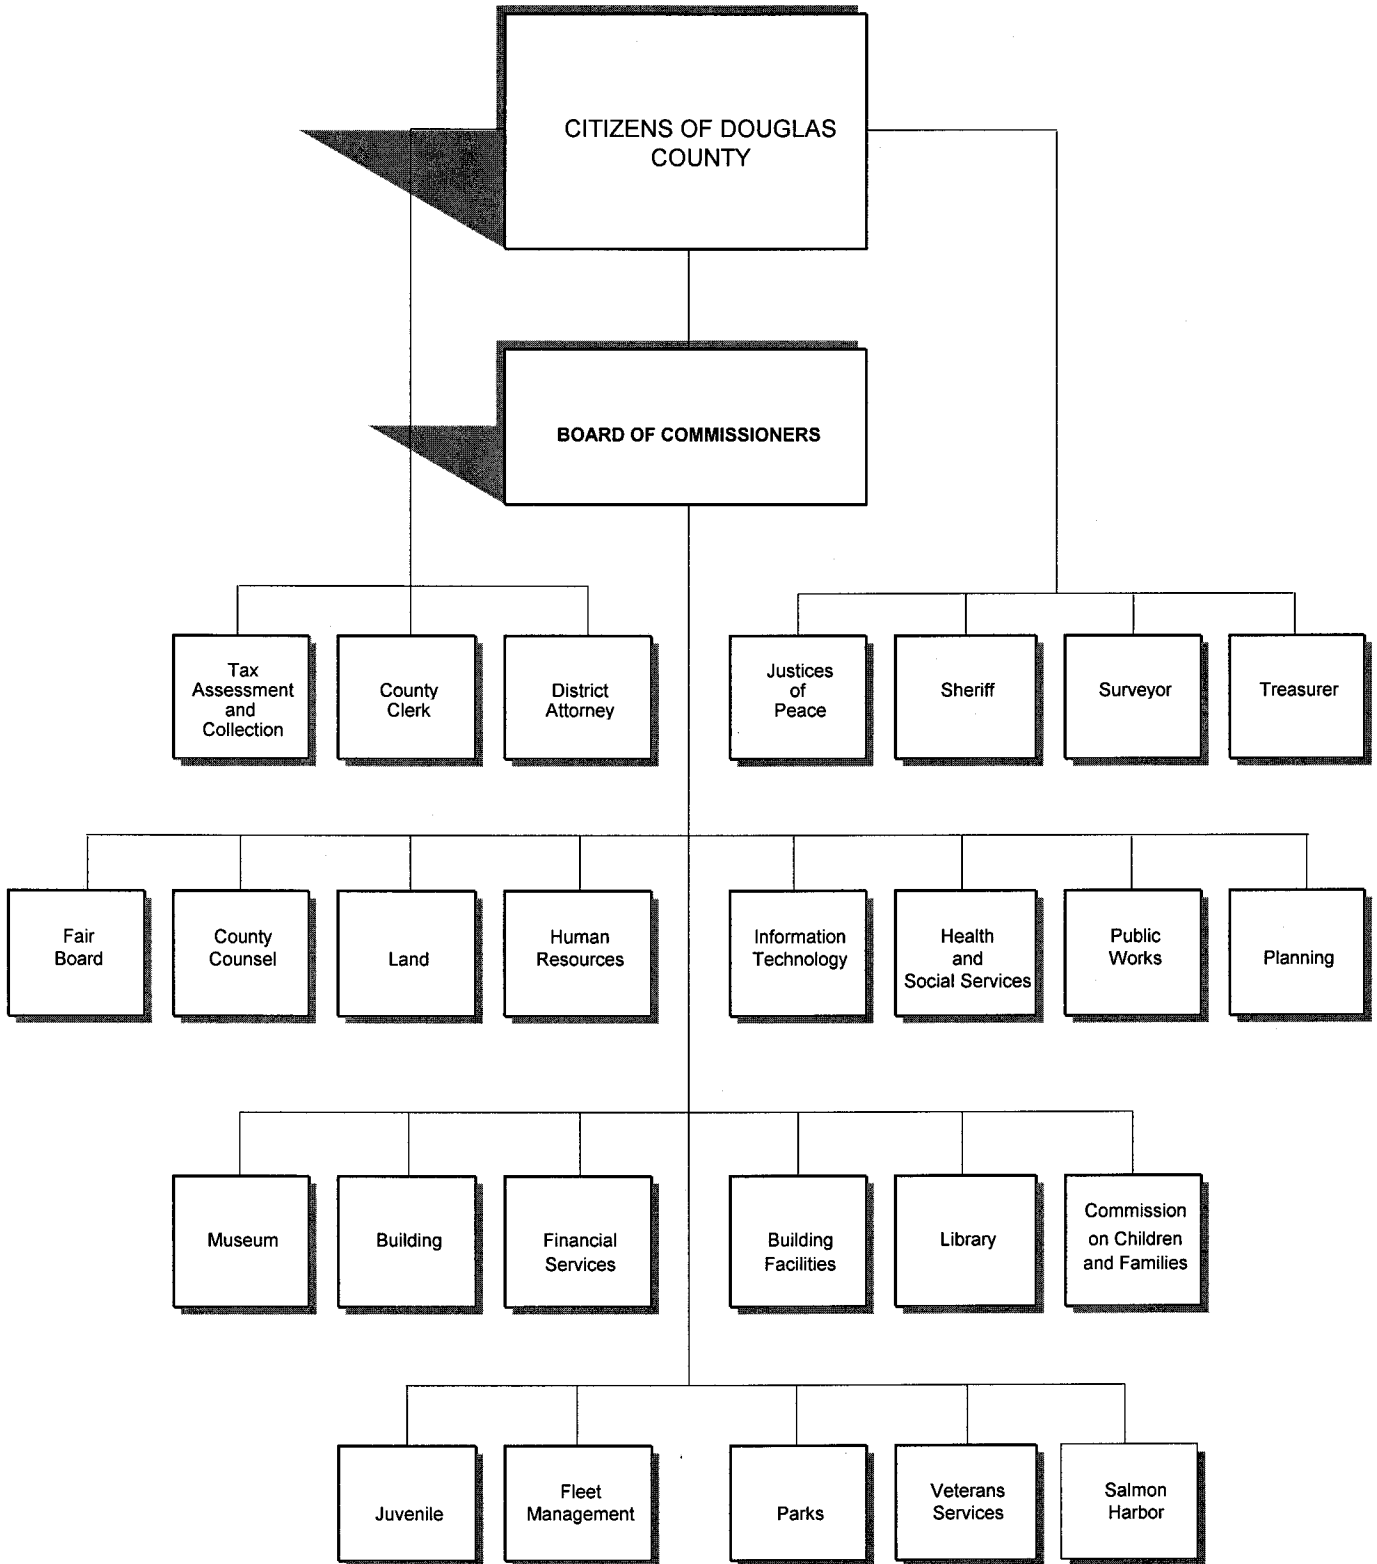 CITIZENS OF DOUGLAS
COUNTY
BOARD OF COMMISSIONERS
Tax
Assessment
and
Collection
County
Clerk
District
Attorney
Justices
of
Peace
Sheriff
Surveyor
Treasurer
Fair
Board
County
Counsel
Land
Human
Resources
Information
Technology
Health
and
Social Services
Public
Works
Planning
Museum
Building
Financial
Services
Building
Facilities
Library
Commission
on Children
and Families
Juvenile
Fleet
Management
Parks
Veterans
Services
Salmon
Harbor